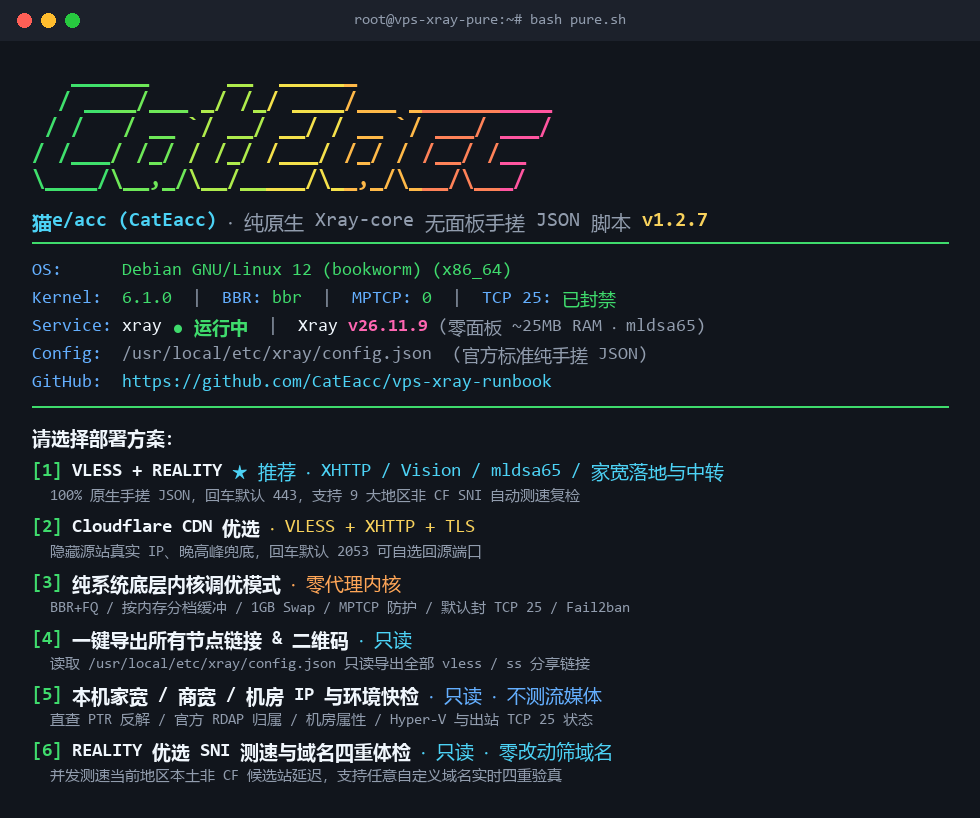 root@vps-xray-pure:~# bash pure.sh
CatEacc
猫e/acc (CatEacc) · 纯原生 Xray-core 无面板手搓 JSON 脚本 v1.2.7
OS: Debian GNU/Linux 12 (bookworm) (x86_64)
Kernel: 6.1.0 | BBR: bbr | MPTCP: 0 | TCP 25: 已封禁
Service: xray ● 运行中 | Xray v26.11.9 (零面板 ~25MB RAM · mldsa65)
Config: /usr/local/etc/xray/config.json (官方标准纯手搓 JSON)
GitHub: https://github.com/CatEacc/vps-xray-runbook
请选择部署方案:
[1] VLESS + REALITY ★ 推荐 · XHTTP / Vision / mldsa65 / 家宽落地与中转
100% 原生手搓 JSON，回车默认 443，支持 9 大地区非 CF SNI 自动测速复检
[2] Cloudflare CDN 优选 · VLESS + XHTTP + TLS
隐藏源站真实 IP、晚高峰兜底，回车默认 2053 可自选回源端口
[3] 纯系统底层内核调优模式 · 零代理内核
BBR+FQ / 按内存分档缓冲 / 1GB Swap / MPTCP 防护 / 默认封 TCP 25 / Fail2ban
[4] 一键导出所有节点链接 & 二维码 · 只读
读取 /usr/local/etc/xray/config.json 只读导出全部 vless / ss 分享链接
[5] 本机家宽 / 商宽 / 机房 IP 与环境快检 · 只读 · 不测流媒体
直查 PTR 反解 / 官方 RDAP 归属 / 机房属性 / Hyper-V 与出站 TCP 25 状态
[6] REALITY 优选 SNI 测速与域名四重体检 · 只读 · 零改动筛域名
并发测速当前地区本土非 CF 候选站延迟，支持任意自定义域名实时四重验真